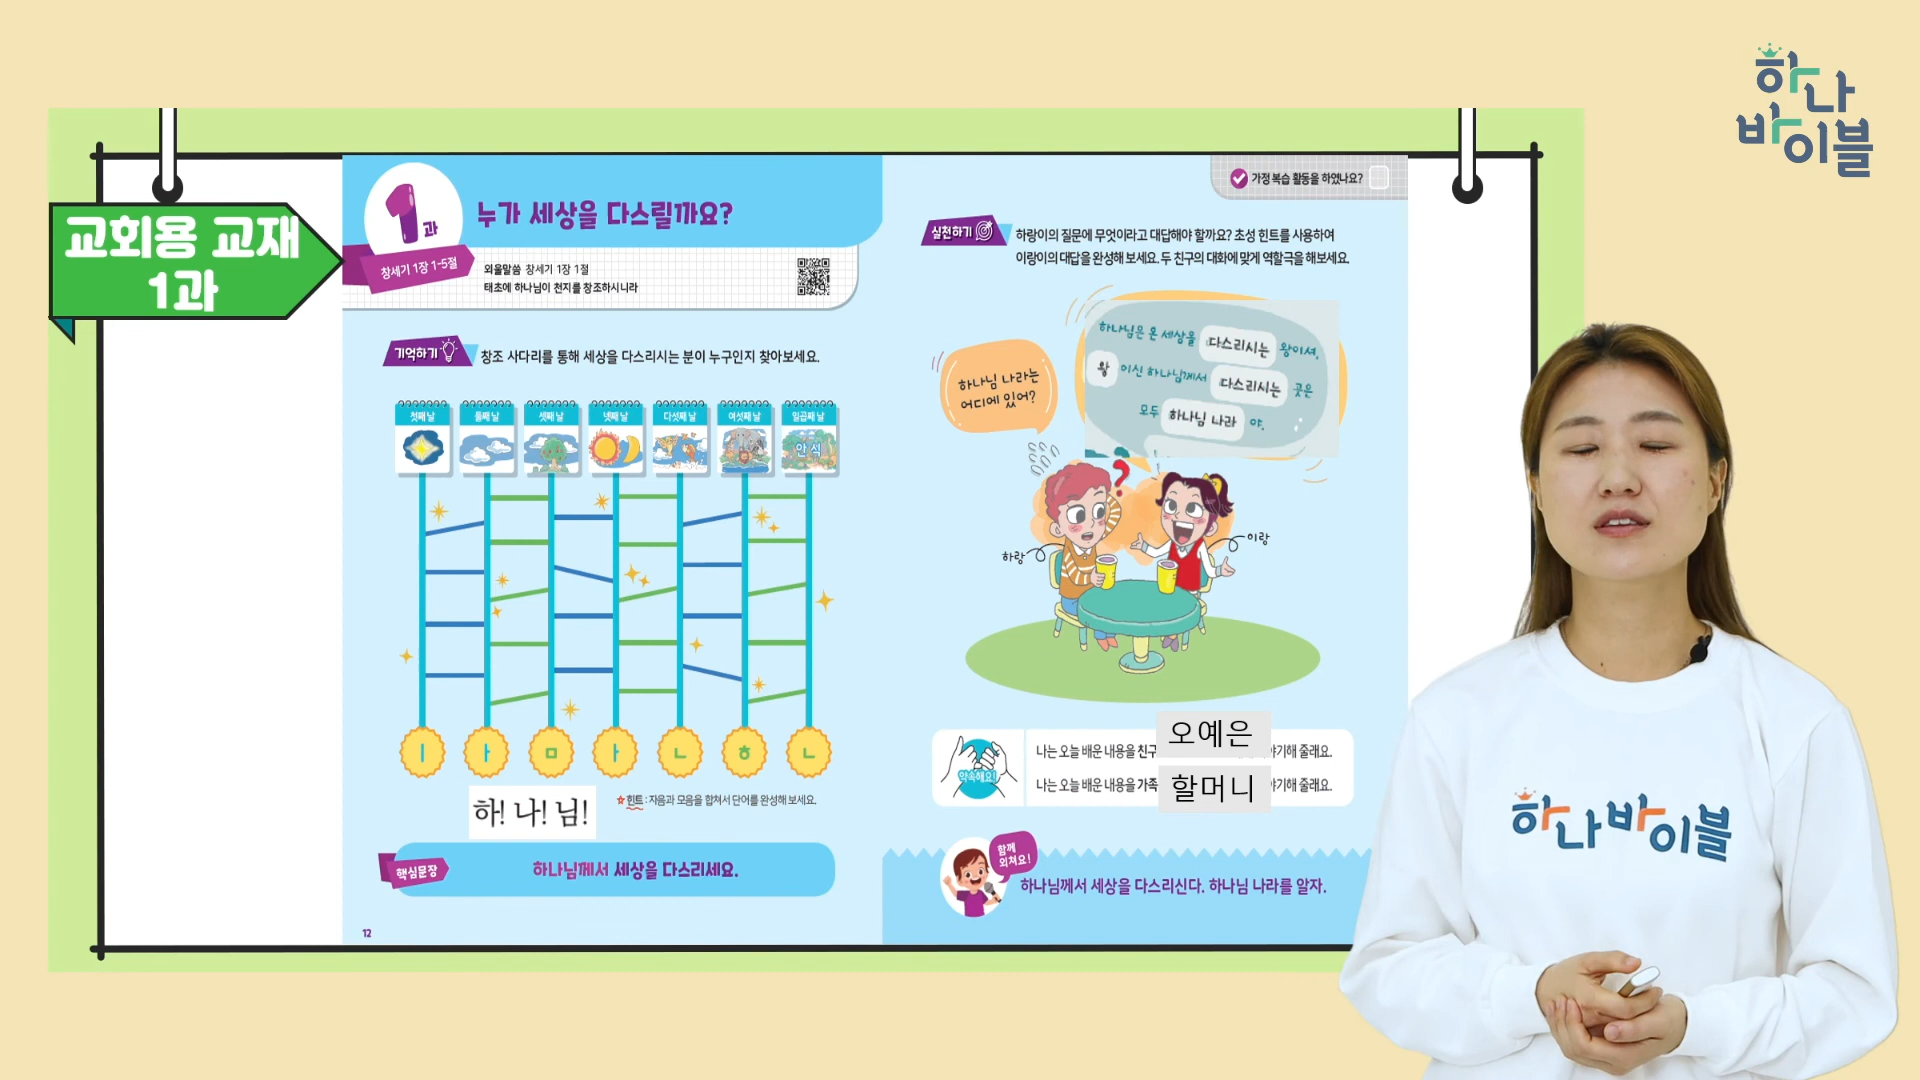 하나
바이블
교회용 교재
1과
1과
누가 세상을 다스릴까요?
창세기 1장 1-5절
외울말씀 창세기 1장 1절
태초에 하나님이 천지를 창조하시니라
기억하기
창조 사다리를 통해 세상을 다스리시는 분이 누구인지 찾아보세요.
첫째 날 둘째 날 셋째 날 넷째 날 다섯째 날 여섯째 날 일곱째 날
안식
ㅣ ㅏ ㅁ ㅏ ㄴ ㅎ ㄴ
하! 나! 님!
힌트 : 자음과 모음을 합쳐서 단어를 완성해 보세요.
핵심문장
하나님께서 세상을 다스리세요.
12
가정 복습 활동을 하였나요?
실천하기
하랑이의 질문에 무엇이라고 대답해야 할까요? 초성 힌트를 사용하여
이랑이의 대답을 완성해 보세요. 두 친구의 대화에 맞게 역할극을 해보세요.
하나님 나라는
어디에 있어?
하나님은 온 세상을 다스리시는 왕이셔.
왕 이신 하나님께서 다스리시는 곳은
모두 하나님 나라 야.
?
하랑
이랑
약속해요!
나는 오늘 배운 내용을 친구 오예은 야기해 줄래요.
나는 오늘 배운 내용을 가족 할머니 야기해 줄래요.
함께
외쳐요!
하나님께서 세상을 다스리신다. 하나님 나라를 알자.
하나바이블